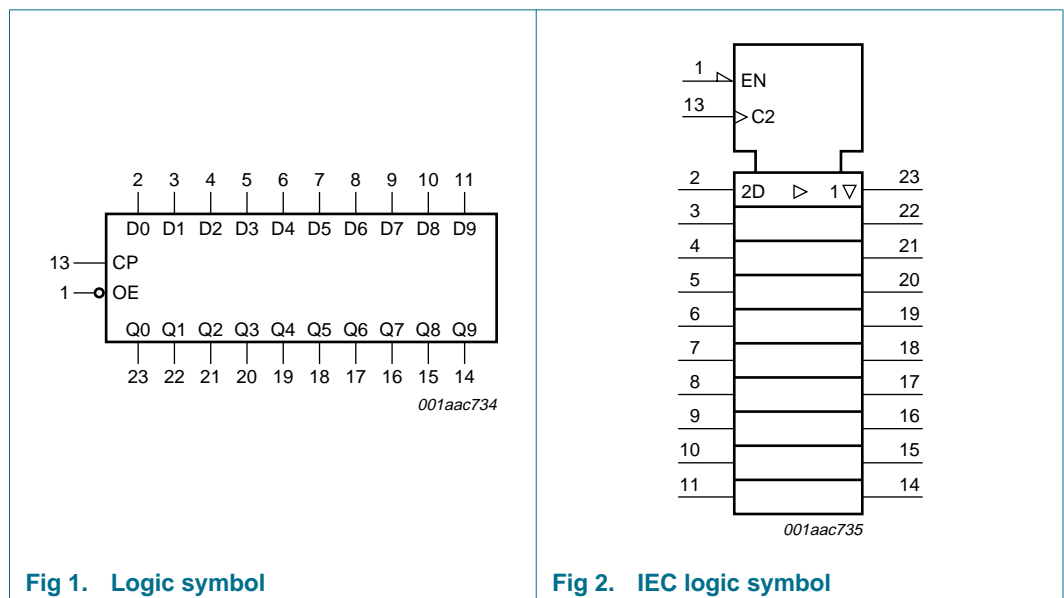 2 3 4 5 6 7 8 9 10 11
D0 D1 D2 D3 D4 D5 D6 D7 D8 D9
13 CP
1 OE
Q0 Q1 Q2 Q3 Q4 Q5 Q6 Q7 Q8 Q9
23 22 21 20 19 18 17 16 15 14
001aac734
Fig 1. Logic symbol
1 EN
13 C2
2 2D 1 23
3 22
4 21
5 20
6 19
7 18
8 17
9 16
10 15
11 14
001aac735
Fig 2. IEC logic symbol